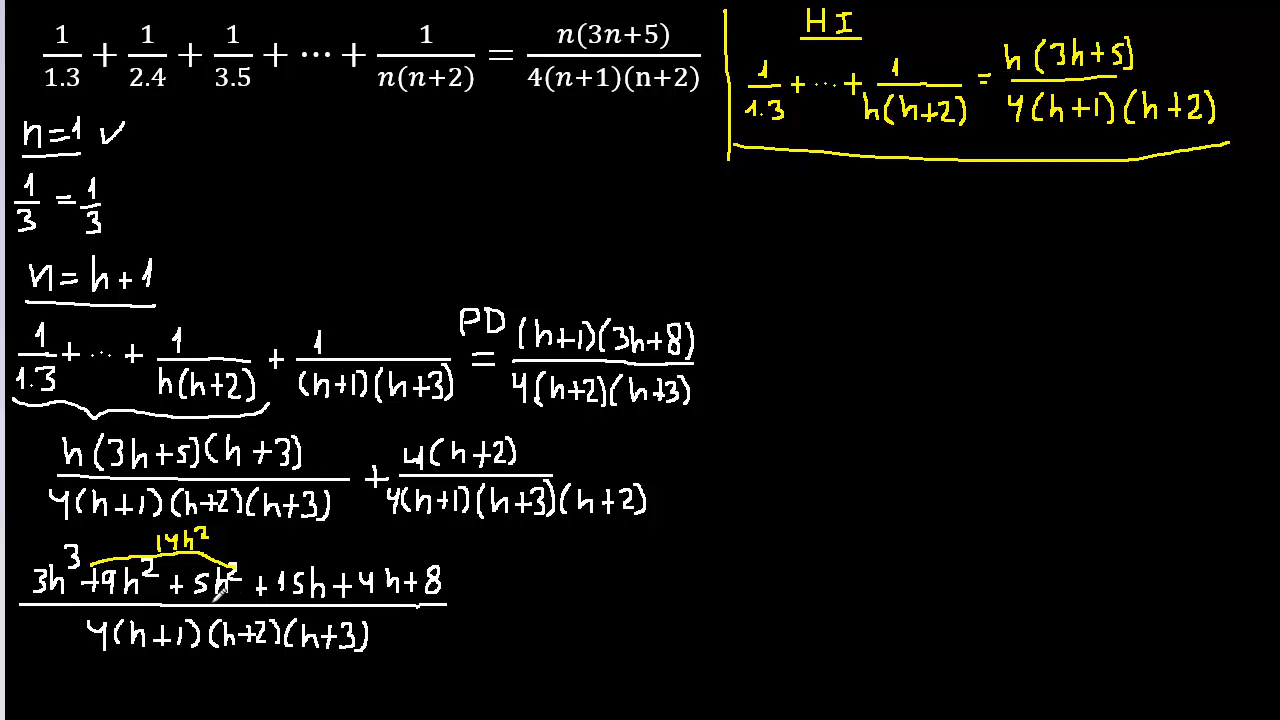 1/1.3 + 1/2.4 + 1/3.5 + ⋯ + 1/n(n+2) = n(3n+5)/4(n+1)(n+2)
HI
1/1.3 + ⋯ + 1/h(h+2) = h(3h+5)/4(h+1)(h+2)
n=1 ✓
1/3 = 1/3
n = h+1
1/1.3 + ⋯ + 1/h(h+2) + 1/(h+1)(h+3) = PD (h+1)(3h+8)/4(h+2)(h+3)
h(3h+5)(h+3)/4(h+1)(h+2)(h+3) + 4(h+2)/4(h+1)(h+3)(h+2)
14h²
3h³ + 9h² + 5h² + 15h + 4h + 8/4(h+1)(h+2)(h+3)